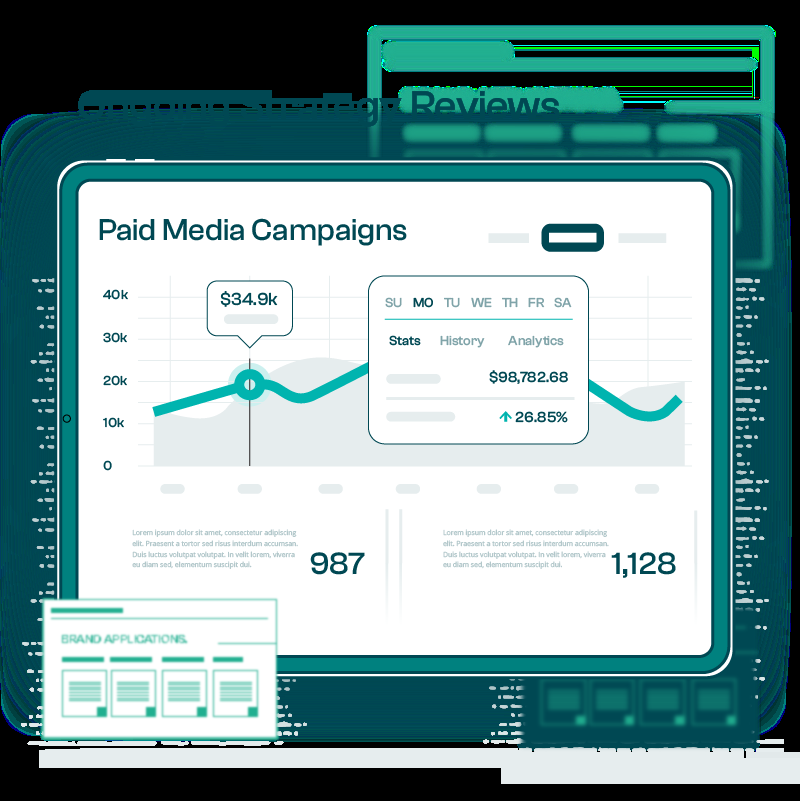 Ongoing Strategy Reviews
Paid Media Campaigns
40k
30k
20k
10k
0
$34.9k
SU MO TU WE TH FR SA
Stats History Analytics
$98,782.68
26.85%
Lorem ipsum dolor sit amet, consectetur adipiscing
elit. Praesent a tortor sed risus interdum accumsan.
Duis luctus volutpat volutpat. In velit lorem, viverra
eu diam sed, elementum suscipit dui.
987
Lorem ipsum dolor sit amet, consectetur adipiscing
elit. Praesent a tortor sed risus interdum accumsan.
Duis luctus volutpat volutpat. In velit lorem, viverra
eu diam sed, elementum suscipit dui.
1,128
BRAND APPLICATIONS.